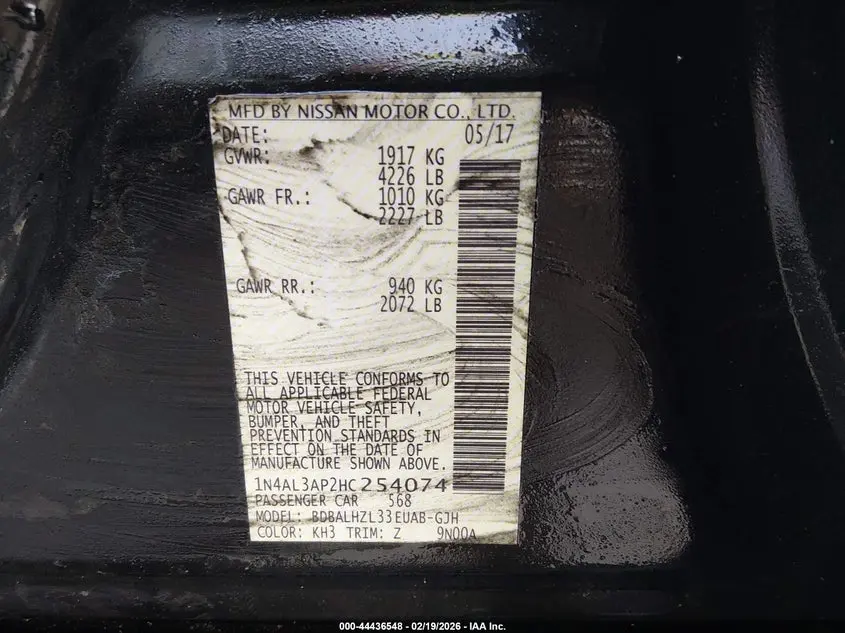 MFD BY NISSAN MOTOR CO., LTD.
DATE: 05/17
GVWR: 1917 KG
4226 LB
GAWR FR.: 1010 KG
2227 LB
GAWR RR.: 940 KG
2072 LB
THIS VEHICLE CONFORMS TO
ALL APPLICABLE FEDERAL
MOTOR VEHICLE SAFETY,
BUMPER, AND THEFT
PREVENTION STANDARDS IN
EFFECT ON THE DATE OF
MANUFACTURE SHOWN ABOVE.
1N4AL3AP2HC254074
PASSENGER CAR 568
MODEL: BDBALHZL33EUAB-GJH
COLOR: KH3 TRIM: Z 9N00A
000-44436548 - 02/19/2026 - IAA Inc.